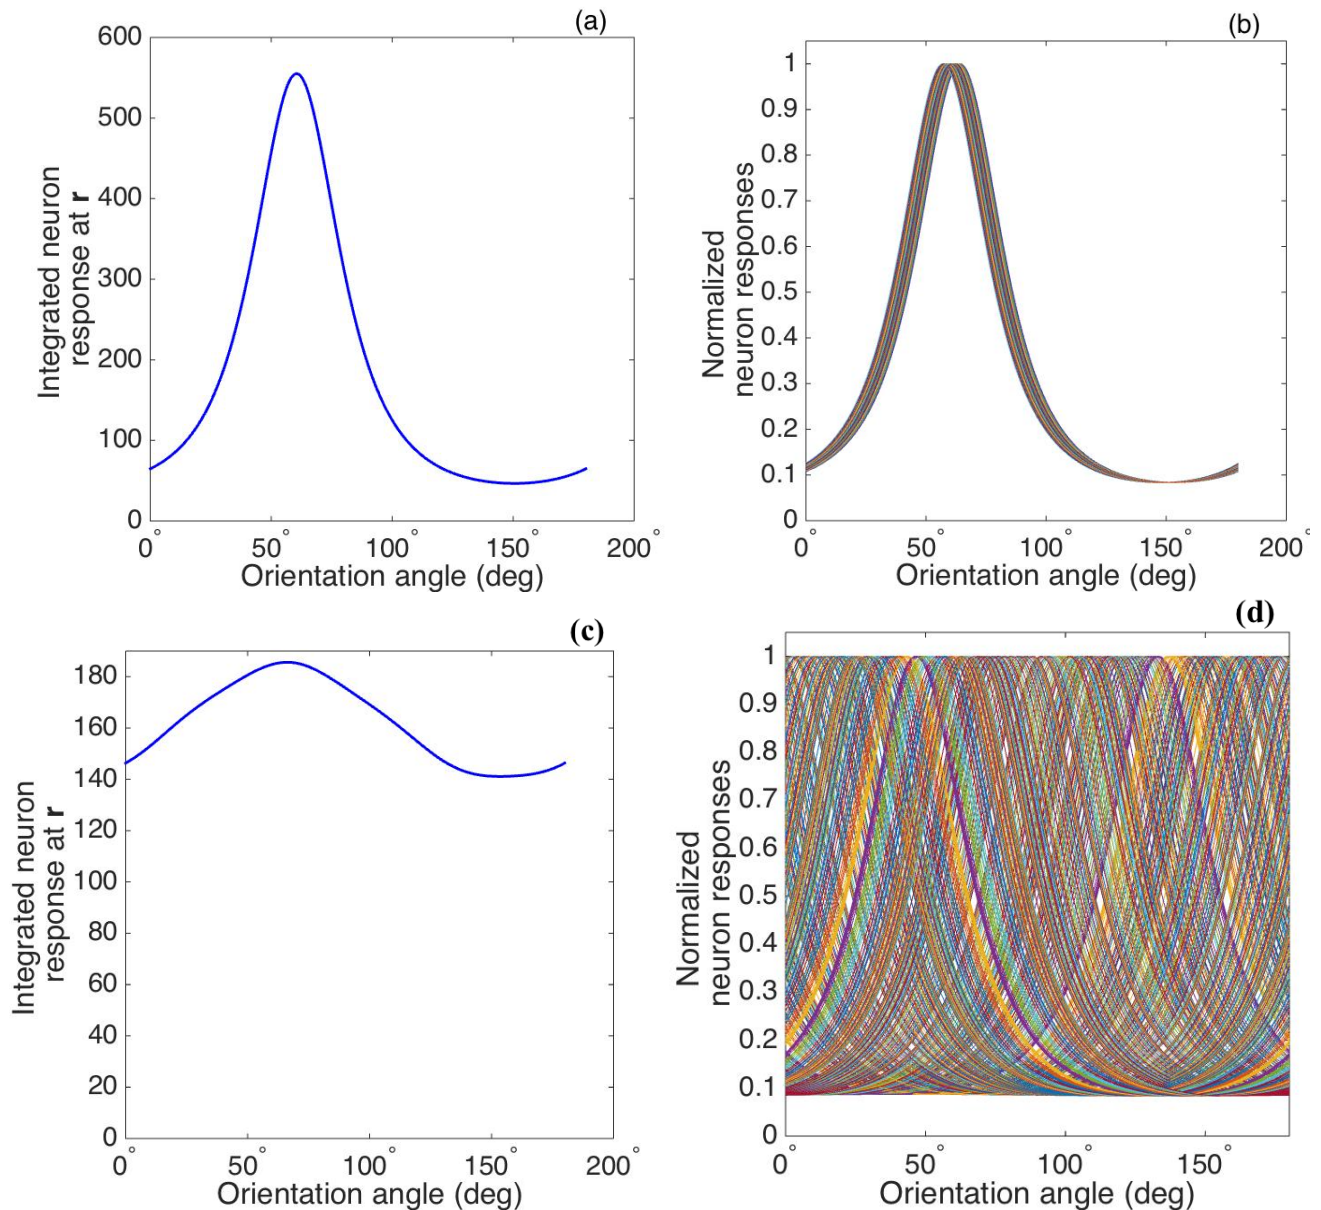 (a)
600
500
400
300
200
100
0
Integrated neuron
response at r
0° 50° 100° 150° 200°
Orientation angle (deg)
(b)
1
0.9
0.8
0.7
0.6
0.5
0.4
0.3
0.2
0.1
0
Normalized
neuron responses
0° 50° 100° 150° 200°
Orientation angle (deg)
(c)
180
160
140
120
100
80
60
40
20
0
Integrated neuron
response at r
0° 50° 100° 150° 200°
Orientation angle (deg)
(d)
1
0.9
0.8
0.7
0.6
0.5
0.4
0.3
0.2
0.1
0
Normalized
neuron responses
0° 50° 100° 150°
Orientation angle (deg)